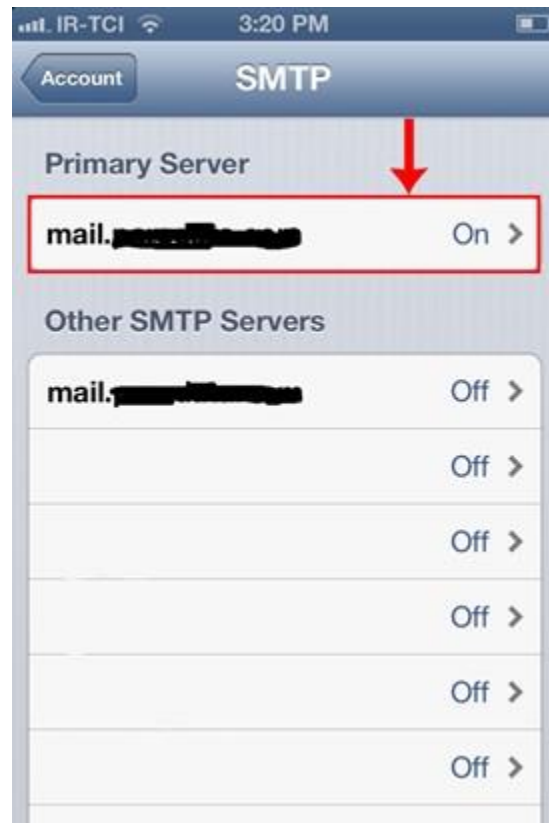 IR-TCI 3:20 PM
Account SMTP
Primary Server
mail. On
Other SMTP Servers
mail. Off
Off
Off
Off
Off
Off